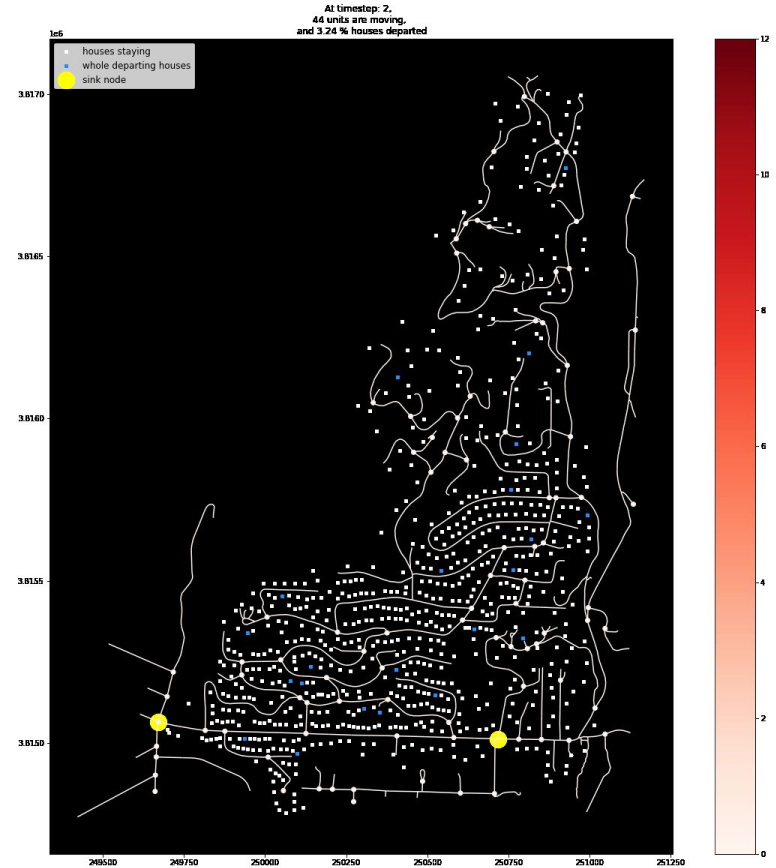 At timestep: 2,
44 units are moving,
and 3.24 % houses departed
1e6
houses staying
whole departing houses
sink node
3.8170
3.8165
3.8160
3.8155
3.8150
249500 249750 250000 250250 250500 250750 251000 251250
12
10
8
6
4
2
0